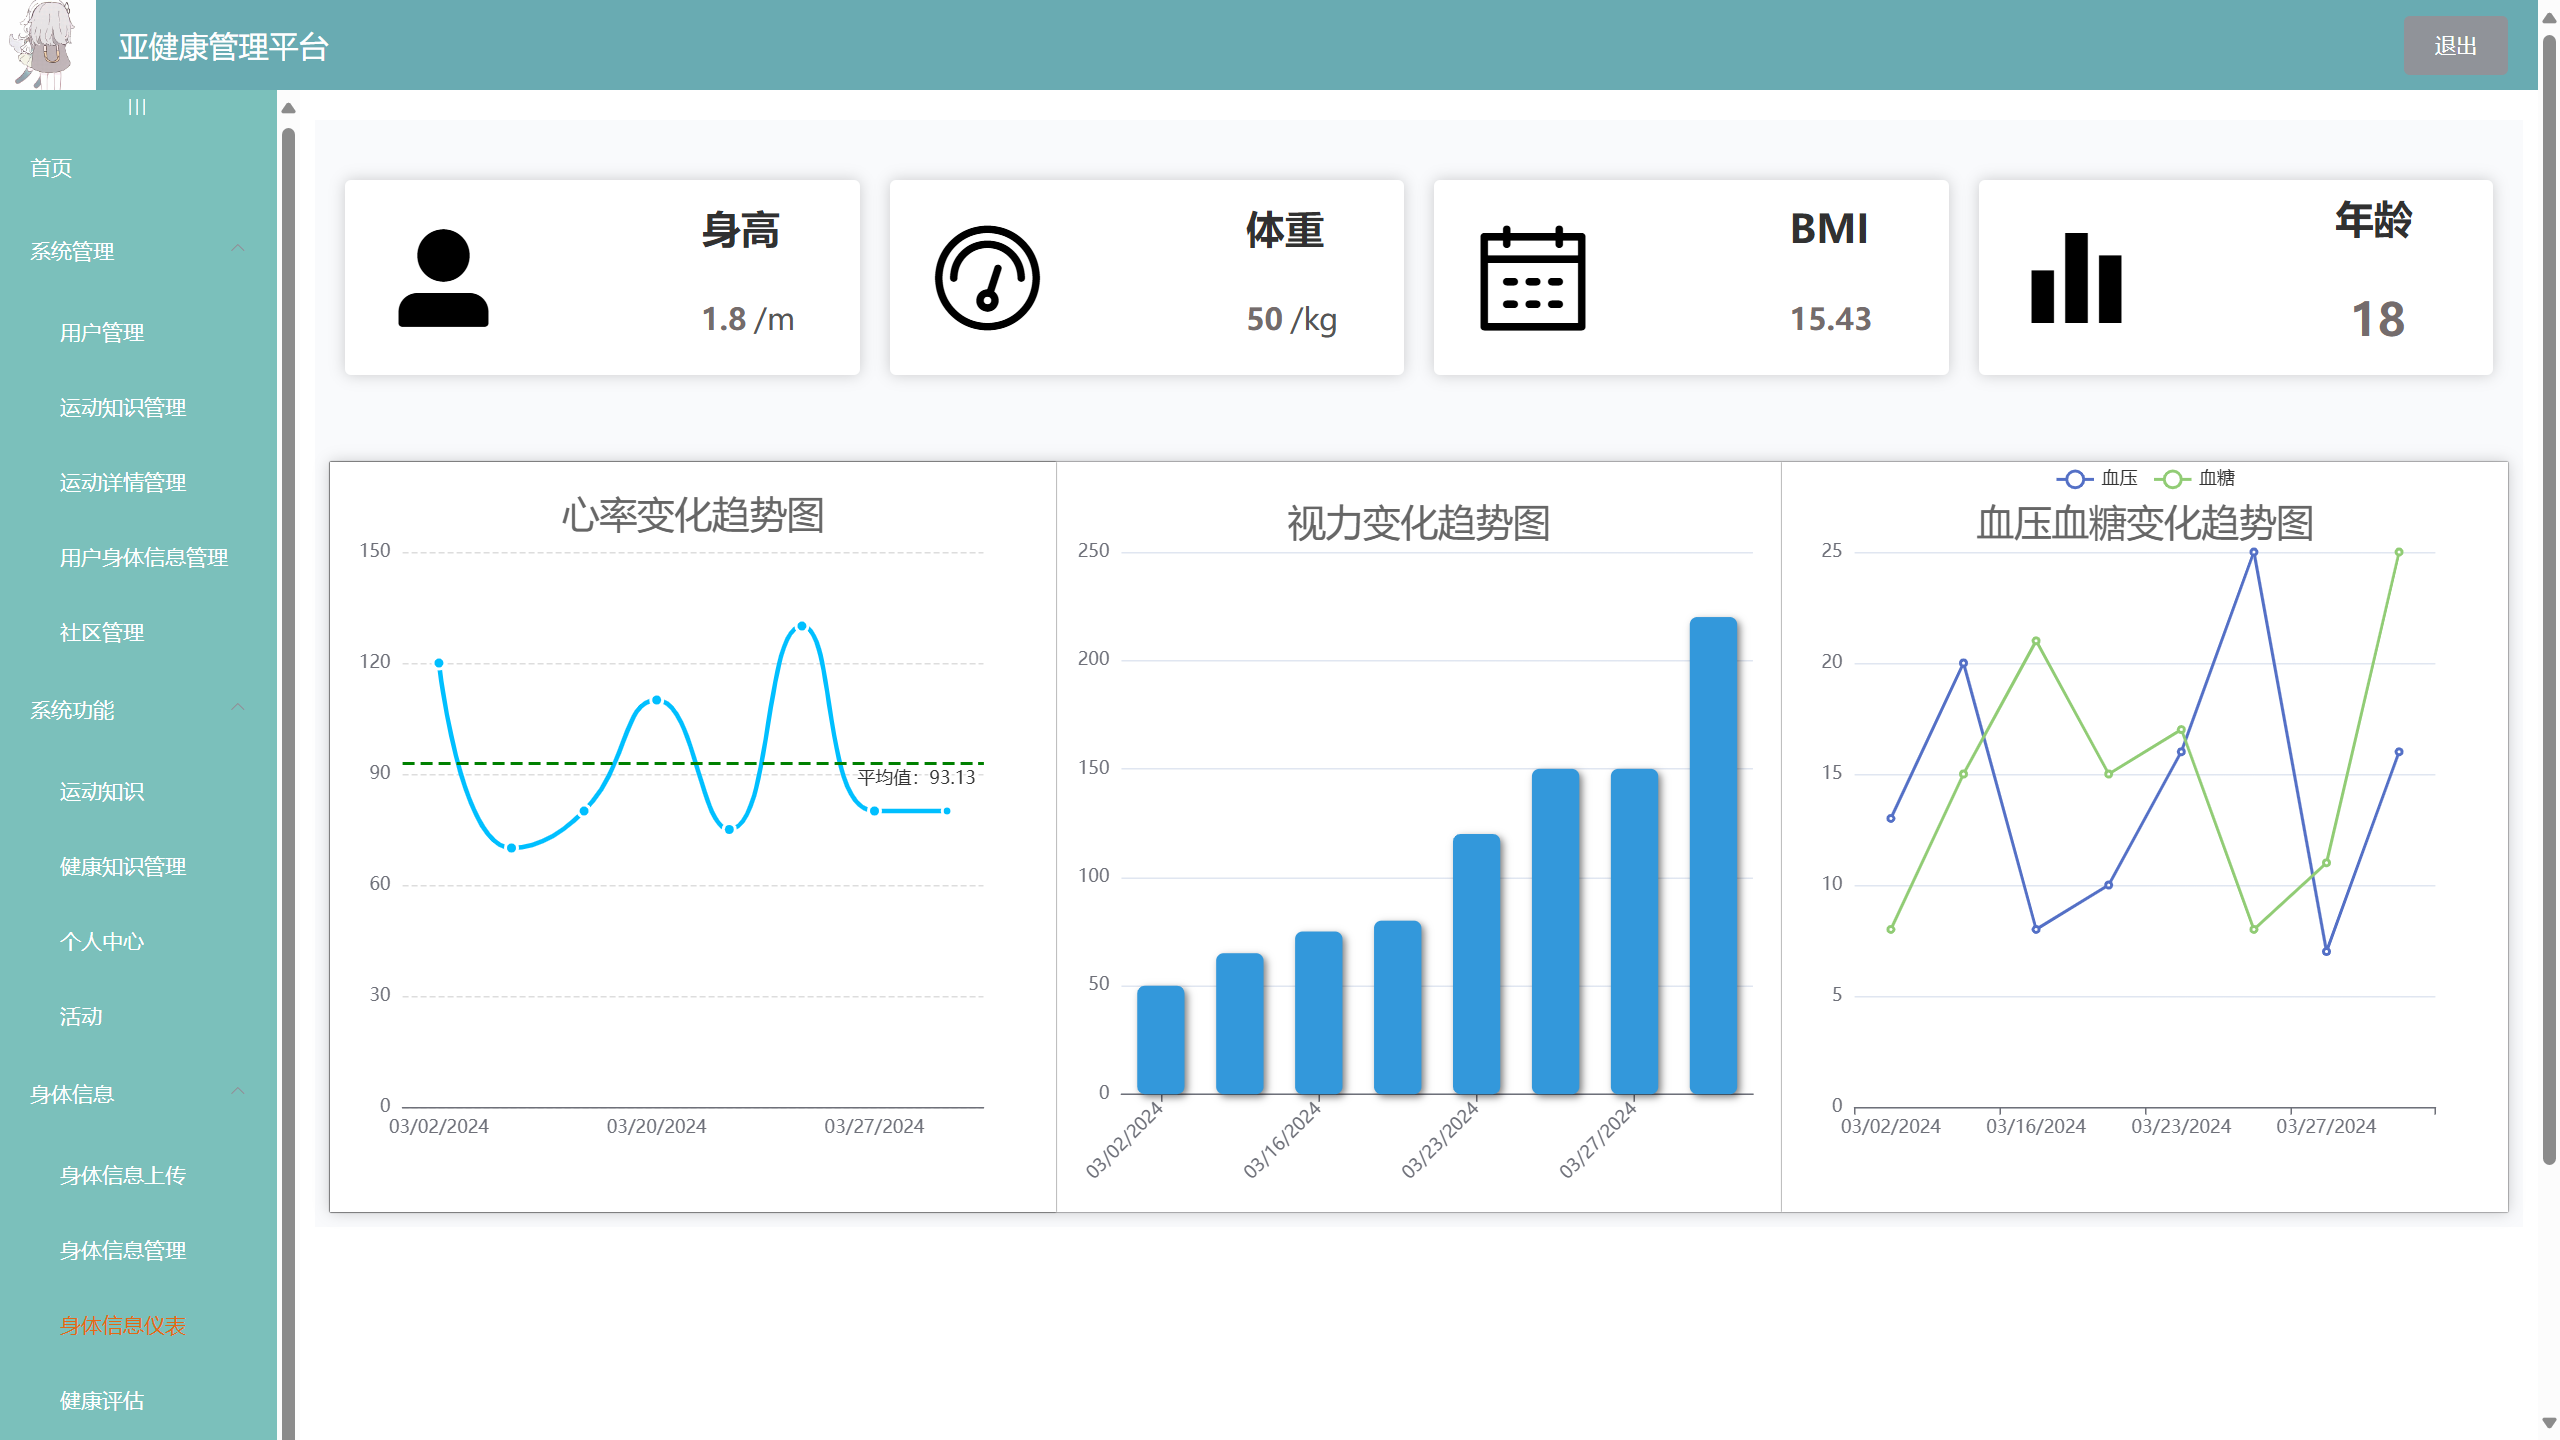 亚健康管理平台
退出
首页
系统管理
用户管理
运动知识管理
运动详情管理
用户身体信息管理
社区管理
系统功能
运动知识
健康知识管理
个人中心
活动
身体信息
身体信息上传
身体信息管理
身体信息仪表
健康评估
身高
1.8 /m
体重
50 /kg
BMI
15.43
年龄
18
心率变化趋势图
150
120
90
60
30
0
平均值：93.13
03/02/2024
03/20/2024
03/27/2024
视力变化趋势图
250
200
150
100
50
0
03/02/2024
03/16/2024
03/23/2024
03/27/2024
血压
血糖
血压血糖变化趋势图
25
20
15
10
5
0
03/02/2024
03/16/2024
03/23/2024
03/27/2024